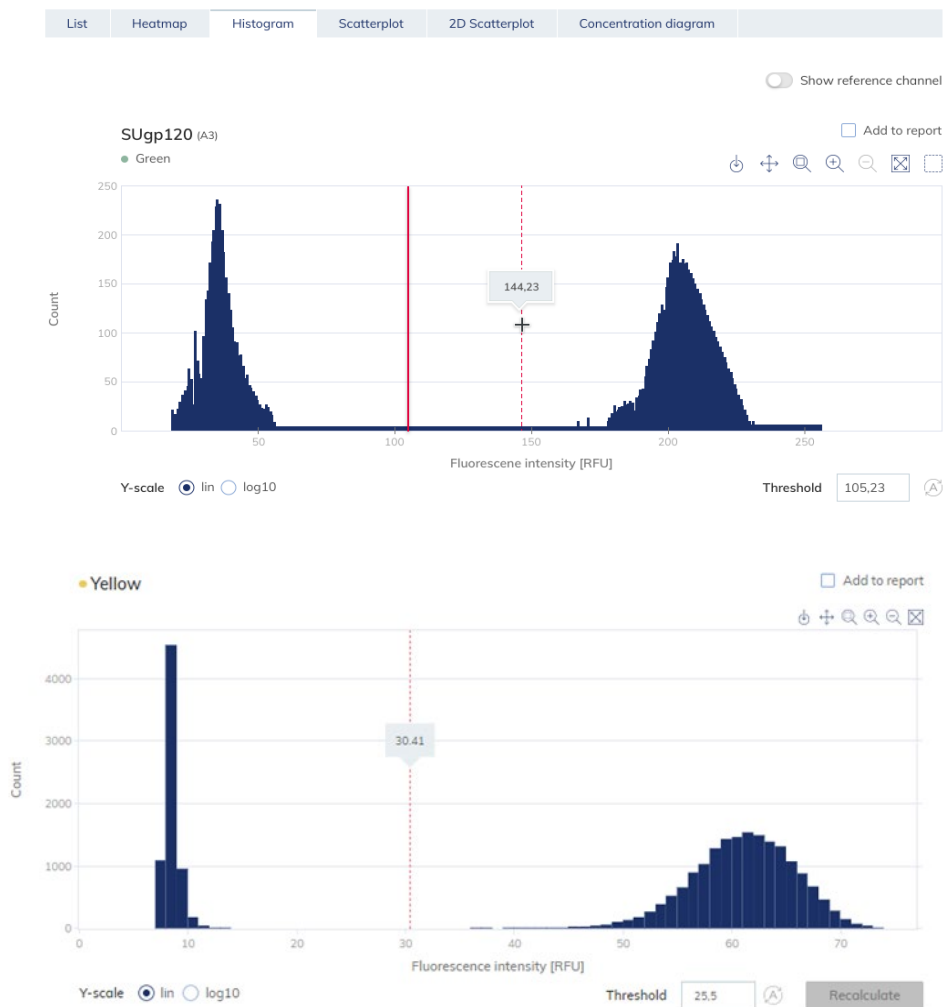 List Heatmap Histogram Scatterplot 2D Scatterplot Concentration diagram
Show reference channel
SUgp120 (A3)
Add to report
Green
250
200
150
100
50
0
Count
144,23
50 100 150 200 250
Fluorescene intensity [RFU]
Y-scale lin log10
Threshold 105,23 A
Yellow
Add to report
4000
3000
2000
1000
0
Count
30.41
0 10 20 30 40 50 60 70
Fluorescence intensity [RFU]
Y-scale lin log10
Threshold 25,5 A Recalculate